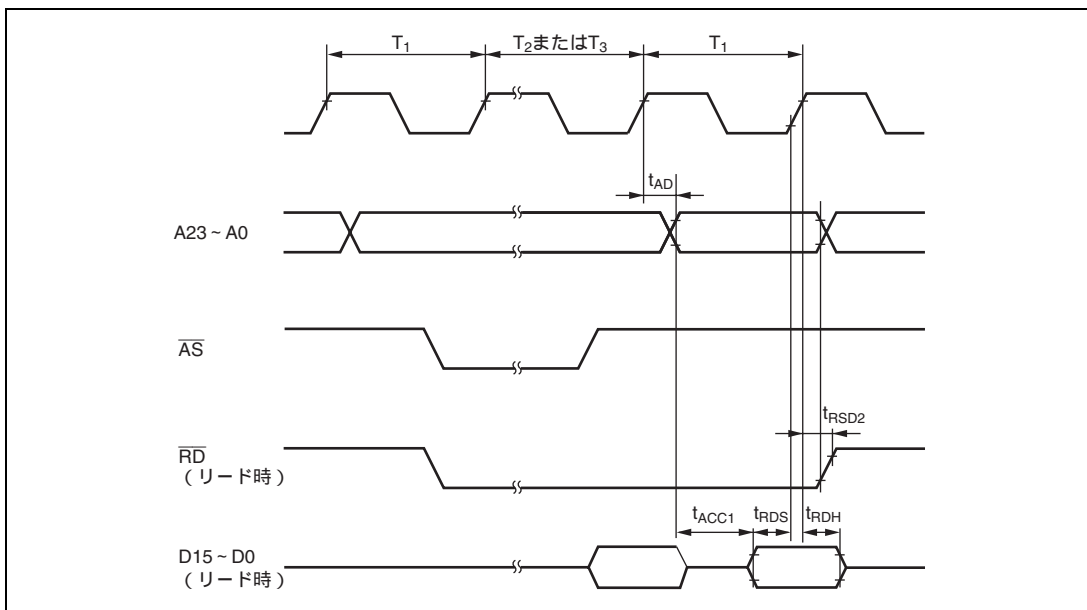 T1 T2またはT3 T1
tAD
A23 ~ A0
AS
tRSD2
RD
( リード時 )
tACC1 tRDS tRDH
D15 ~ D0
( リード時 )